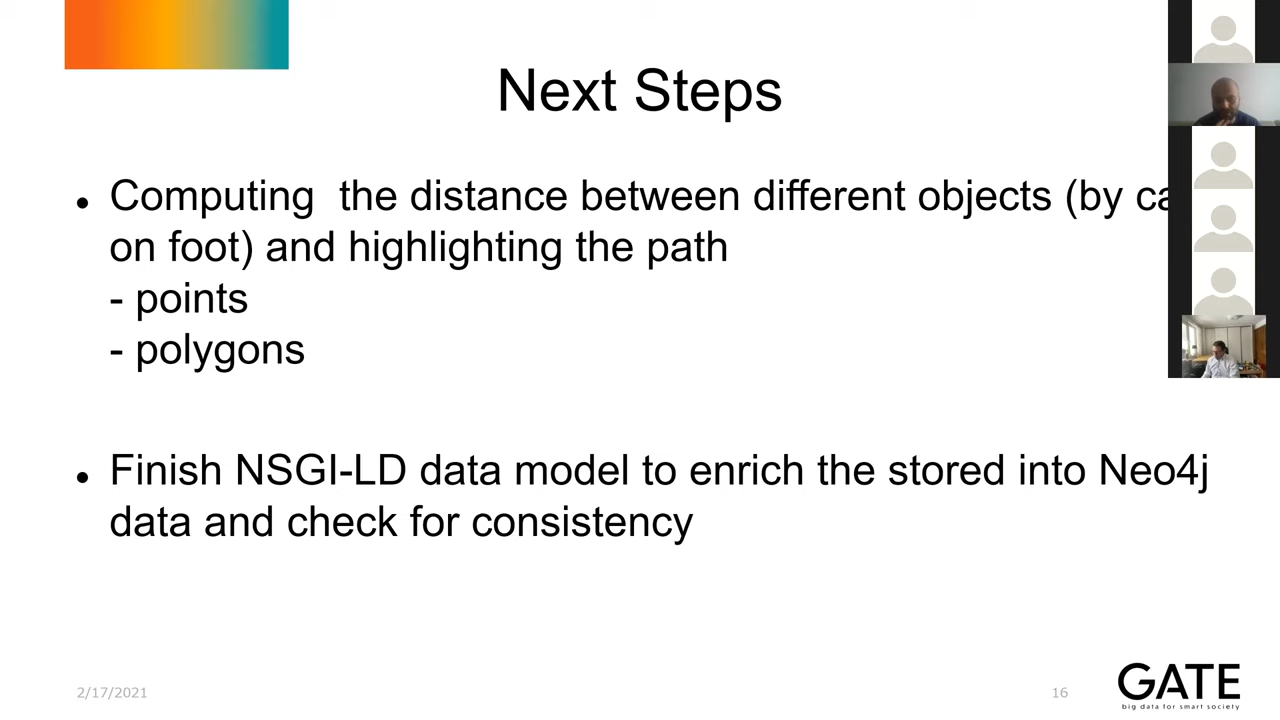 Next Steps
● Computing the distance between different objects (by
on foot) and highlighting the path
- points
- polygons
● Finish NSGI-LD data model to enrich the stored into Neo4j
data and check for consistency
2/17/2021
16
GATE
big data for smart society